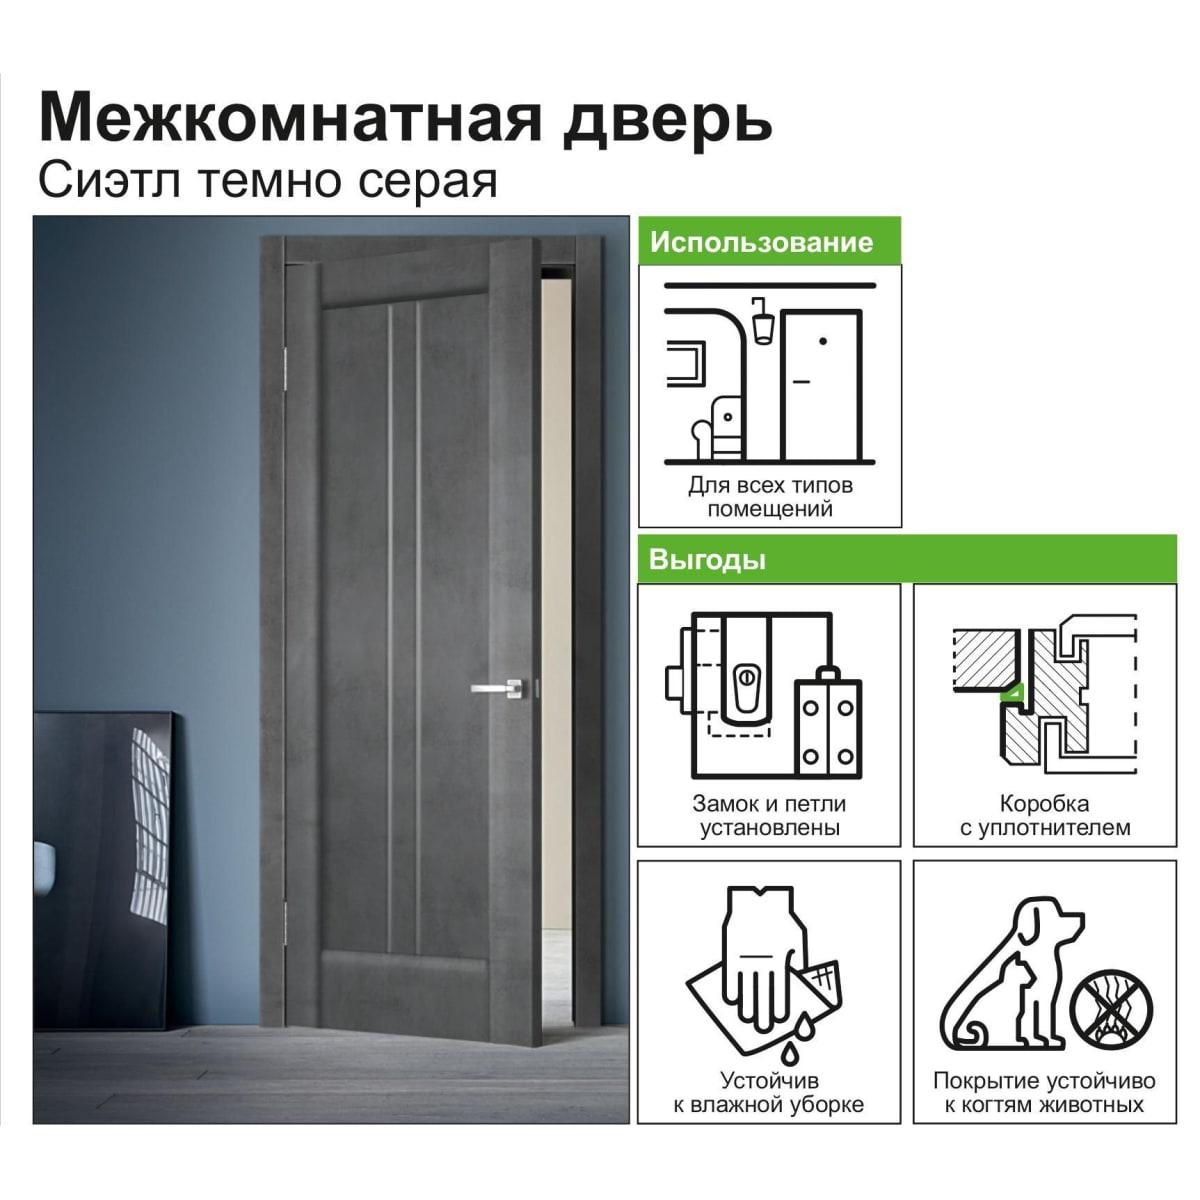 Межкомнатная дверь
Сиэтл темно серая
Использование
Для всех типов
помещений
Выгоды
Замок и петли
установлены
Коробка
с уплотнителем
Устойчив
к влажной уборке
Покрытие устойчиво
к когтям животных